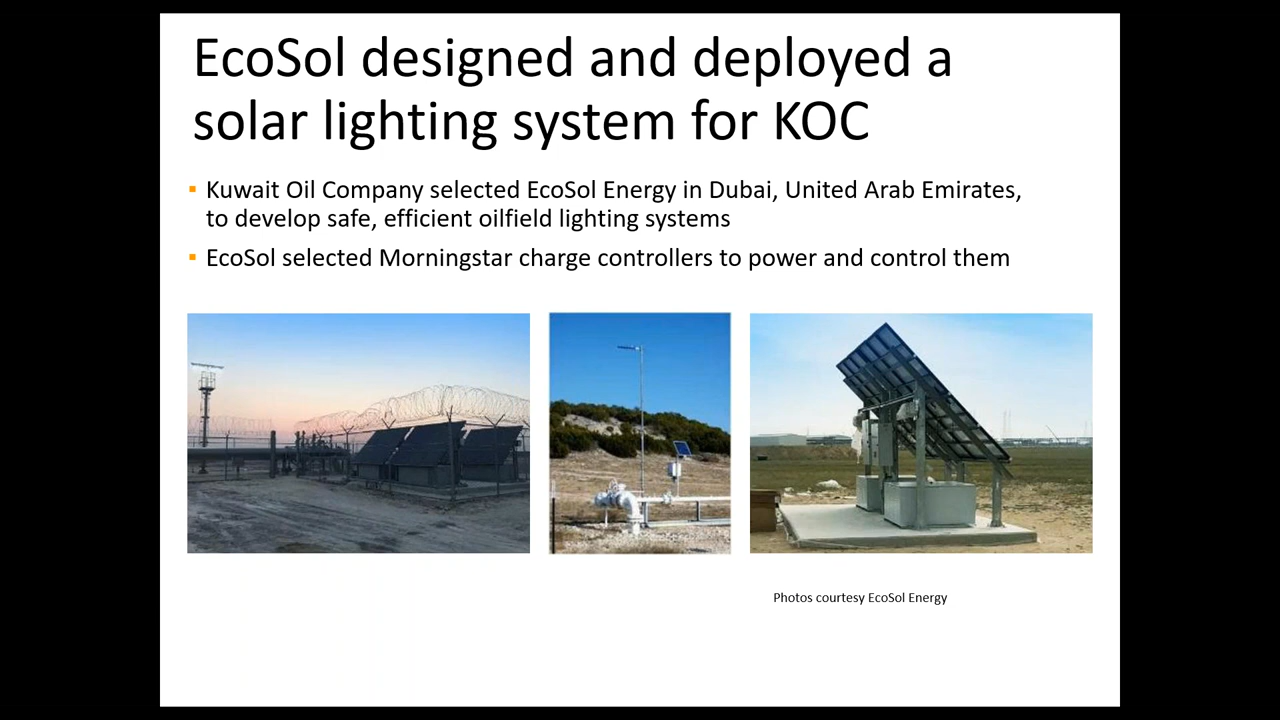 EcoSol designed and deployed a
solar lighting system for KOC
▪ Kuwait Oil Company selected EcoSol Energy in Dubai, United Arab Emirates,
to develop safe, efficient oilfield lighting systems
▪ EcoSol selected Morningstar charge controllers to power and control them
Photos courtesy EcoSol Energy